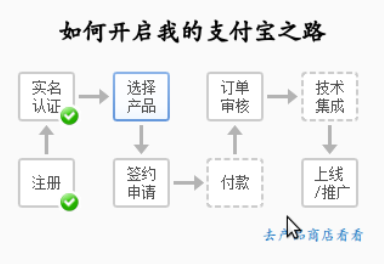 如何开启我的支付宝之路
实名
认证
选择
产品
订单
审核
技术
集成
注册
签约
申请
付款
上线
/推广
去产品商店看看